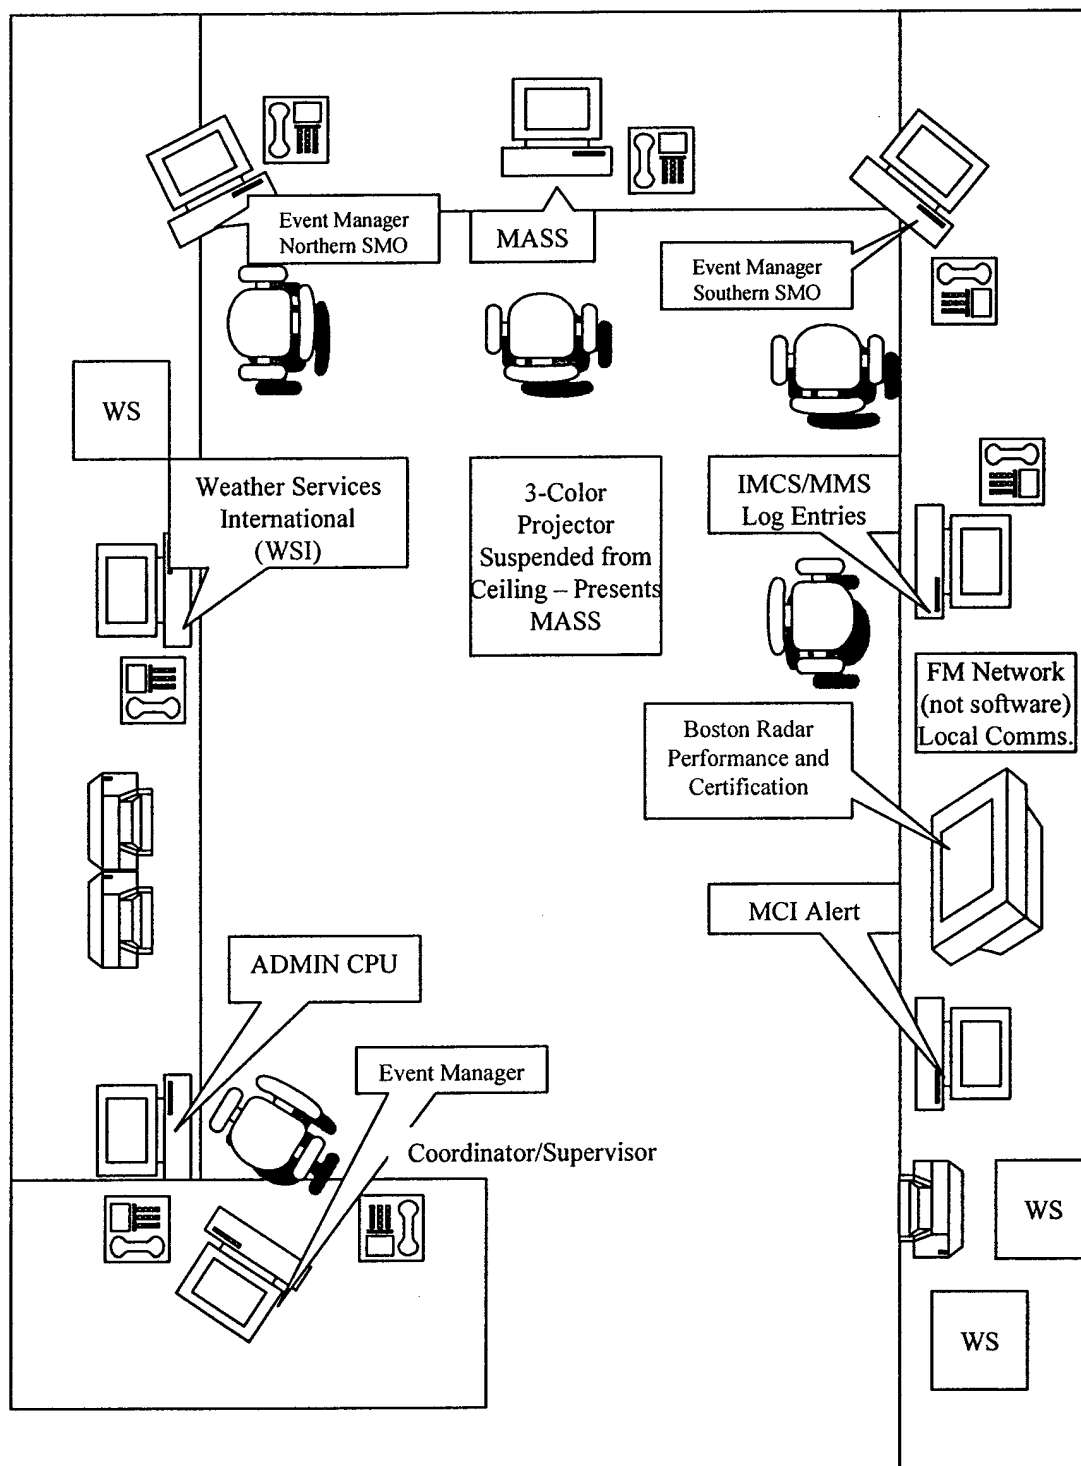 Event Manager
Northern SMO
MASS
Event Manager
Southern SMO
WS
Weather Services
International
(WSI)
3-Color
Projector
Suspended from
Ceiling – Presents
MASS
IMCS/MMS
Log Entries
FM Network
(not software)
Local Comms.
Boston Radar
Performance and
Certification
MCI Alert
ADMIN CPU
Event Manager
Coordinator/Supervisor
WS
WS